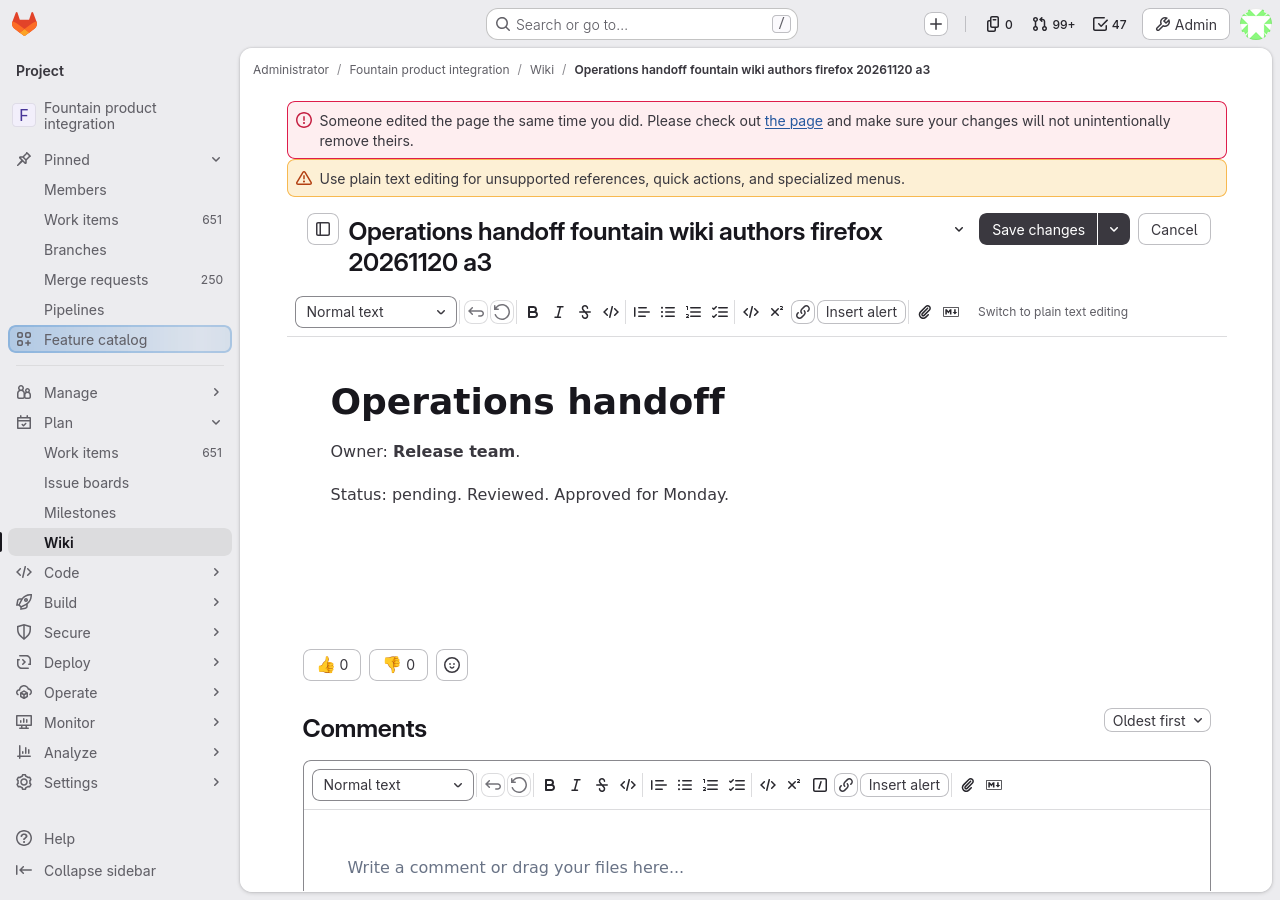 Search or go to...
/
0
99+
47
Admin
Project
F
Fountain product
integration
Pinned
Members
Work items 651
Branches
Merge requests 250
Pipelines
Feature catalog
Manage
Plan
Work items 651
Issue boards
Milestones
Wiki
Code
Build
Secure
Deploy
Operate
Monitor
Analyze
Settings
Help
Collapse sidebar
Administrator / Fountain product integration / Wiki / Operations handoff fountain wiki authors firefox 20261120 a3
Someone edited the page the same time you did. Please check out the page and make sure your changes will not unintentionally
remove theirs.
Use plain text editing for unsupported references, quick actions, and specialized menus.
Operations handoff fountain wiki authors firefox
20261120 a3
Save changes
Cancel
Normal text
Insert alert
Switch to plain text editing
Operations handoff
Owner: Release team.
Status: pending. Reviewed. Approved for Monday.
👍 0
👎 0
Comments
Oldest first
Normal text
Insert alert
Write a comment or drag your files here...